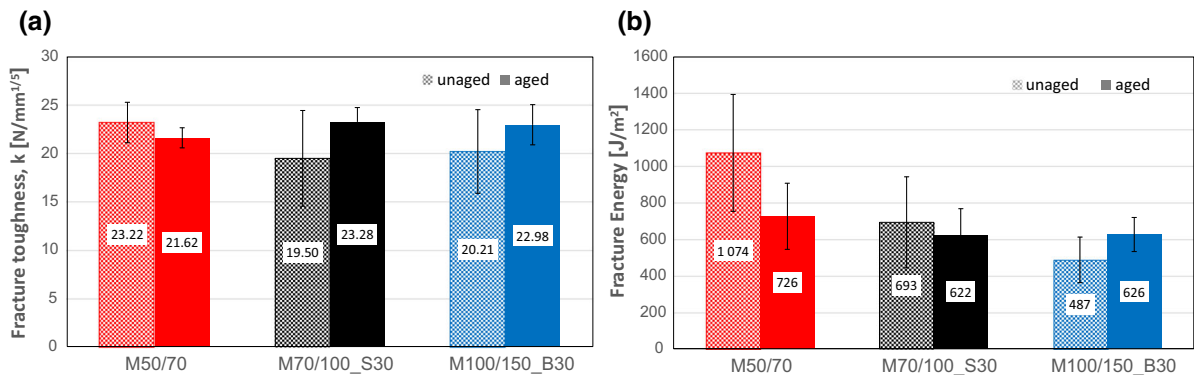 (a)
Fracture toughness, k [N/mm^1/5]
30
25
20
15
10
5
0
unaged aged
23.22 21.62 19.50 23.28 20.21 22.98
M50/70 M70/100_S30 M100/150_B30
(b)
Fracture Energy [J/m²]
1600
1400
1200
1000
800
600
400
200
0
unaged aged
1 074 726 693 622 487 626
M50/70 M70/100_S30 M100/150_B30